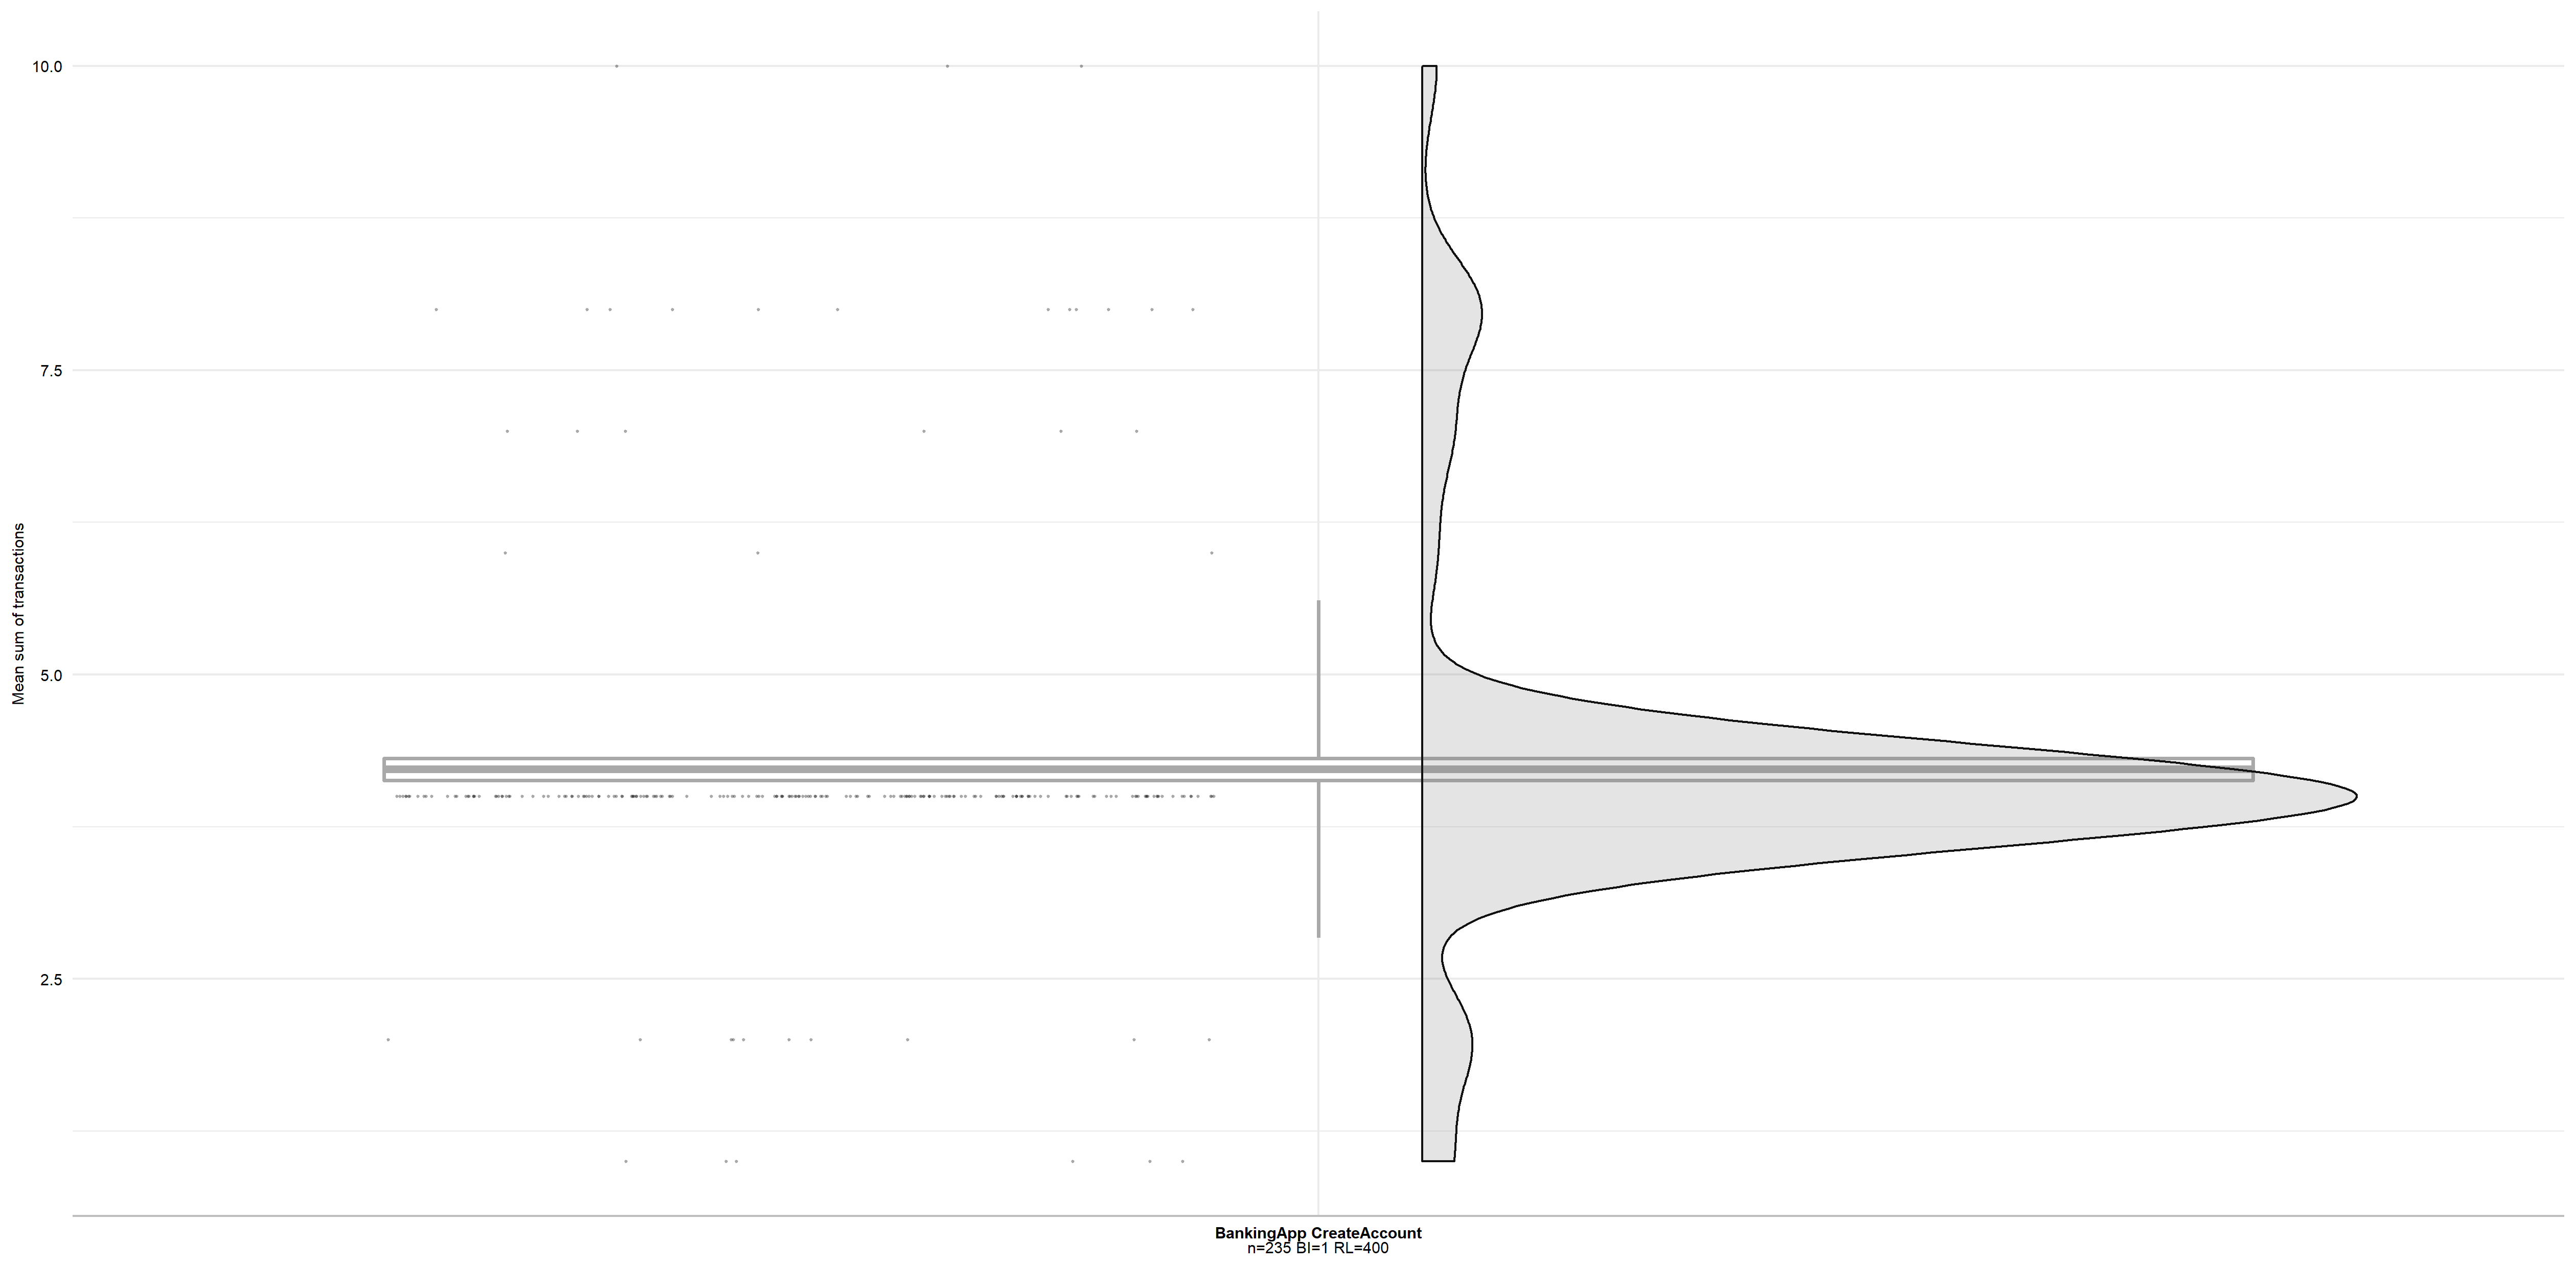 Mean sum of transactions
10.0
7.5
5.0
2.5
BankingApp CreateAccount
n=235 BI=1 RL=400